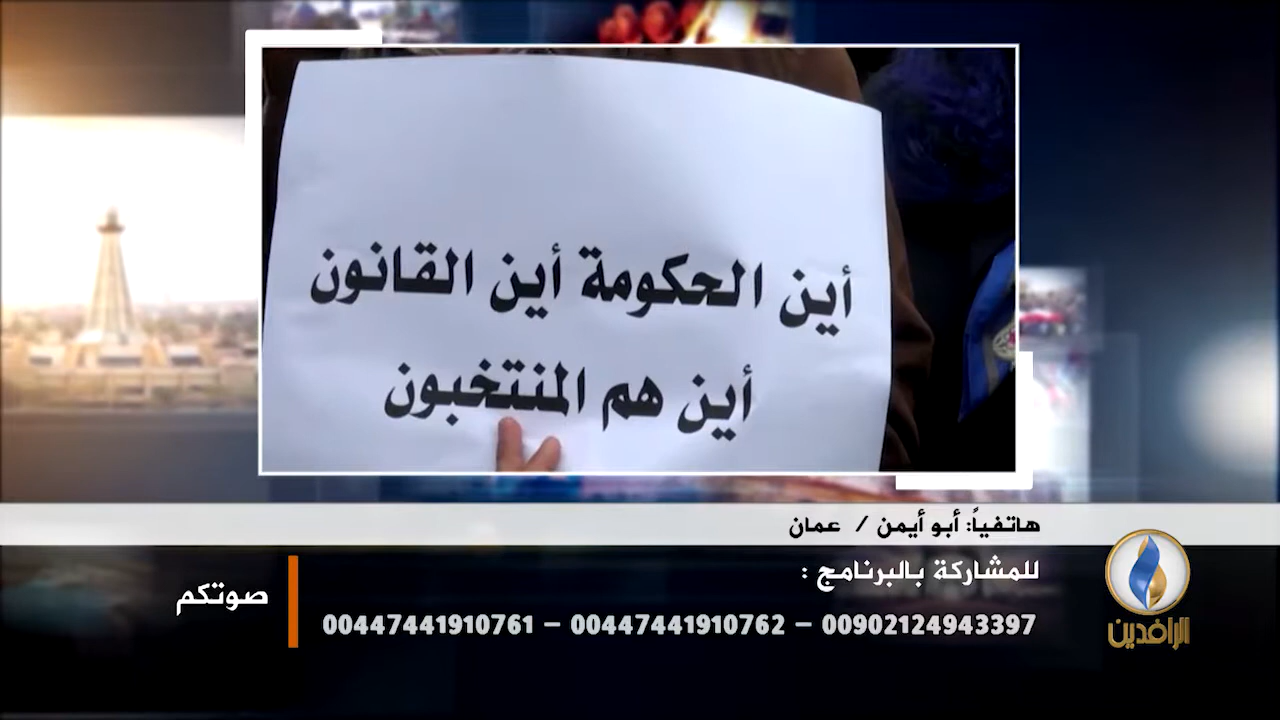 أين الحكومة أين القانون
أين هم المنتخبون
هاتفياً: أبو أيمن / عمان
للمشاركة بالبرنامج :
00447441910761 – 00447441910762 – 00902124943397
صوتكم
الرافدين